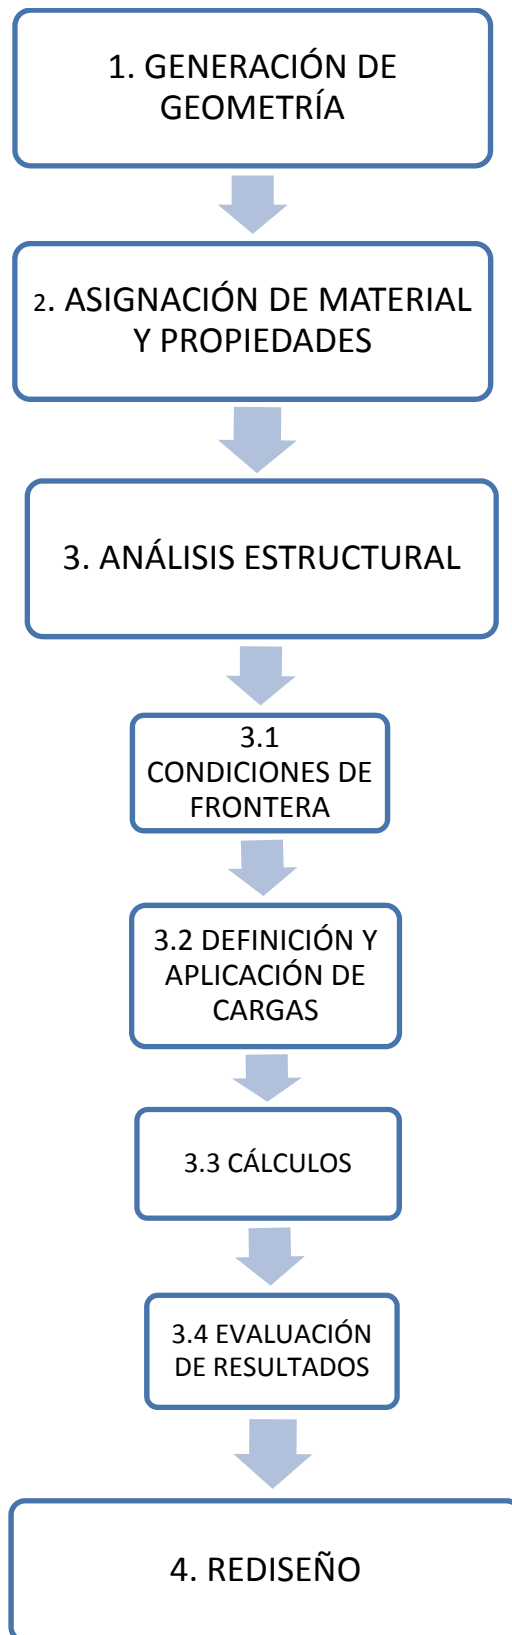 1. GENERACIÓN DE
GEOMETRÍA
2. ASIGNACIÓN DE MATERIAL
Y PROPIEDADES
3. ANÁLISIS ESTRUCTURAL
3.1
CONDICIONES DE
FRONTERA
3.2 DEFINICIÓN Y
APLICACIÓN DE
CARGAS
3.3 CÁLCULOS
3.4 EVALUACIÓN
DE RESULTADOS
4. REDISEÑO